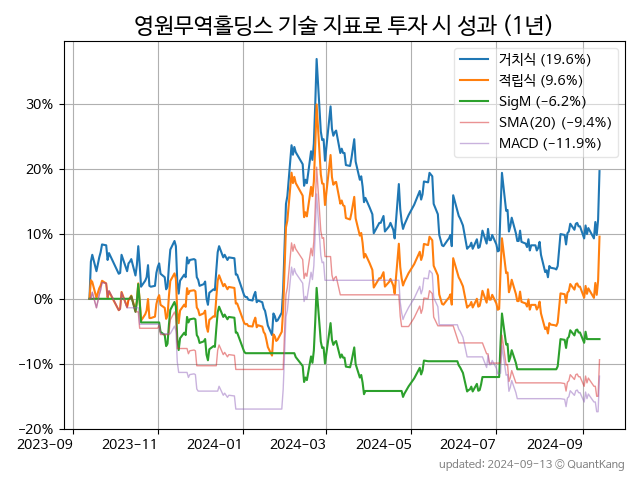 영원무역홀딩스 기술 지표로 투자 시 성과 (1년)
거치식 (19.6%)
적립식 (9.6%)
SigM (−6.2%)
SMA(20) (−9.4%)
MACD (−11.9%)
30%
20%
10%
0%
−10%
−20%
2023-09
2023-11
2024-01
2024-03
2024-05
2024-07
2024-09
updated: 2024-09-13 © QuantKang